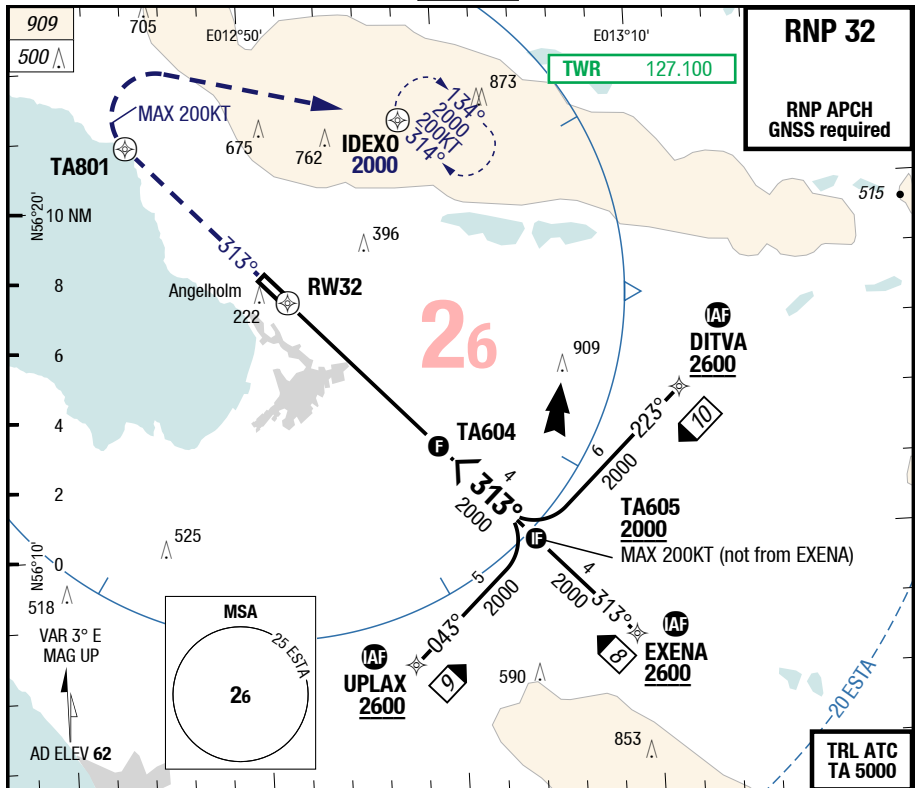 909
500
705
E012°50'
E013°10'
RNP 32
RNP APCH
GNSS required
TWR 127.100
MAX 200KT
134°
2000
200KT
314°
873
675
762
IDEXO
2000
TA801
515
N56°20'
10 NM
313°
396
Angelholm
222
RW32
8
26
IAF
DITVA
2600
909
6
4
F
TA604
223°
10
6
2000
4
313°
2000
TA605
2000
IF
MAX 200KT (not from EXENA)
2
525
N56°10'
0
518
5
2000
043°
4
2000
313°
VAR 3° E
MAG UP
MSA
25 ESTA
26
IAF
UPLAX
2600
9
590
8
IAF
EXENA
2600
20 ESTA
853
AD ELEV 62
TRL ATC
TA 5000